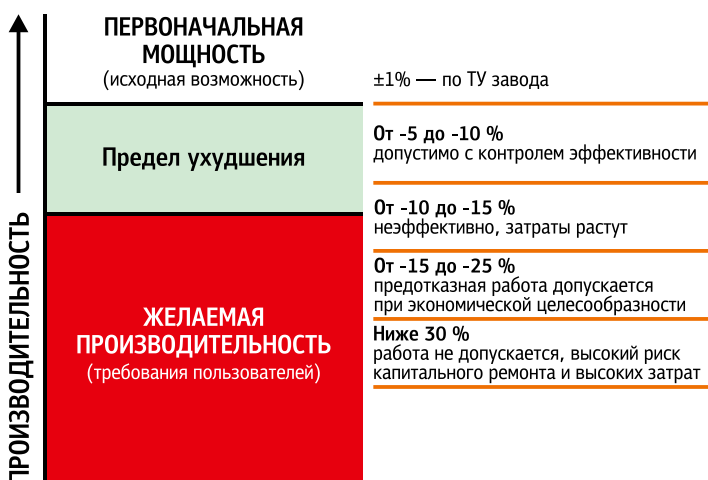 ПЕРВОНАЧАЛЬНАЯ
МОЩНОСТЬ
(исходная возможность)
±1% — по ТУ завода
Предел ухудшения
От -5 до -10 %
допустимо с контролем эффективности
От -10 до -15 %
неэффективно, затраты растут
От -15 до -25 %
предотказная работа допускается
при экономической целесообразности
ЖЕЛАЕМАЯ
ПРОИЗВОДИТЕЛЬНОСТЬ
(требования пользователей)
Ниже 30 %
работа не допускается, высокий риск
капитального ремонта и высоких затрат
ПРОИЗВОДИТЕЛЬНОСТЬ